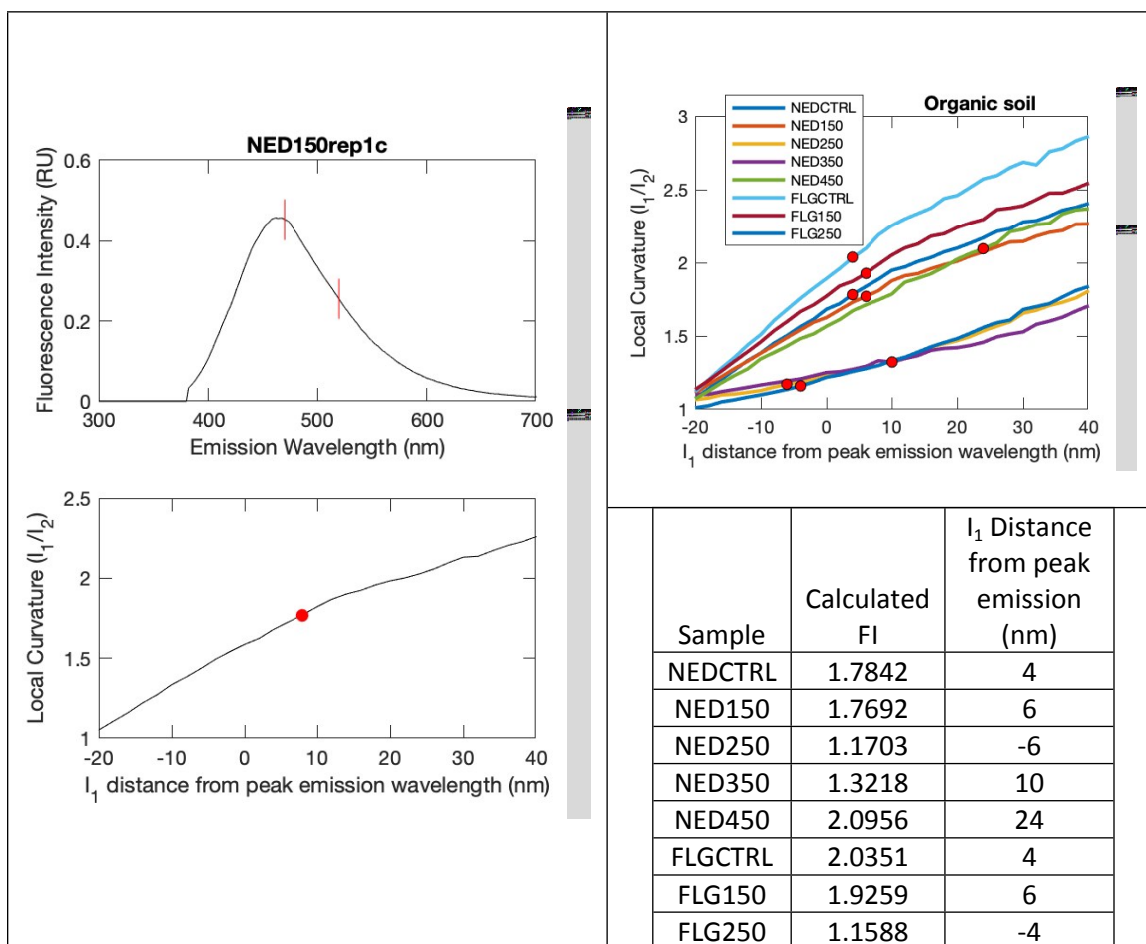 NED150rep1c
0.6
0.4
0.2
0
300 400 500 600 700
Fluorescence Intensity (RU)
Emission Wavelength (nm)
2.5
2
1.5
1
-20 -10 0 10 20 30 40
Local Curvature (I1/I2)
I1 distance from peak emission wavelength (nm)
Organic soil
NEDCTRL
NED150
NED250
NED350
NED450
FLGCTRL
FLG150
FLG250
3
2.5
2
1.5
1
-20 -10 0 10 20 30 40
Local Curvature (I1/I2)
I1 distance from peak emission wavelength (nm)
Sample
Calculated
FI
I1 Distance
from peak
emission
(nm)
NEDCTRL 1.7842 4
NED150 1.7692 6
NED250 1.1703 -6
NED350 1.3218 10
NED450 2.0956 24
FLGCTRL 2.0351 4
FLG150 1.9259 6
FLG250 1.1588 -4